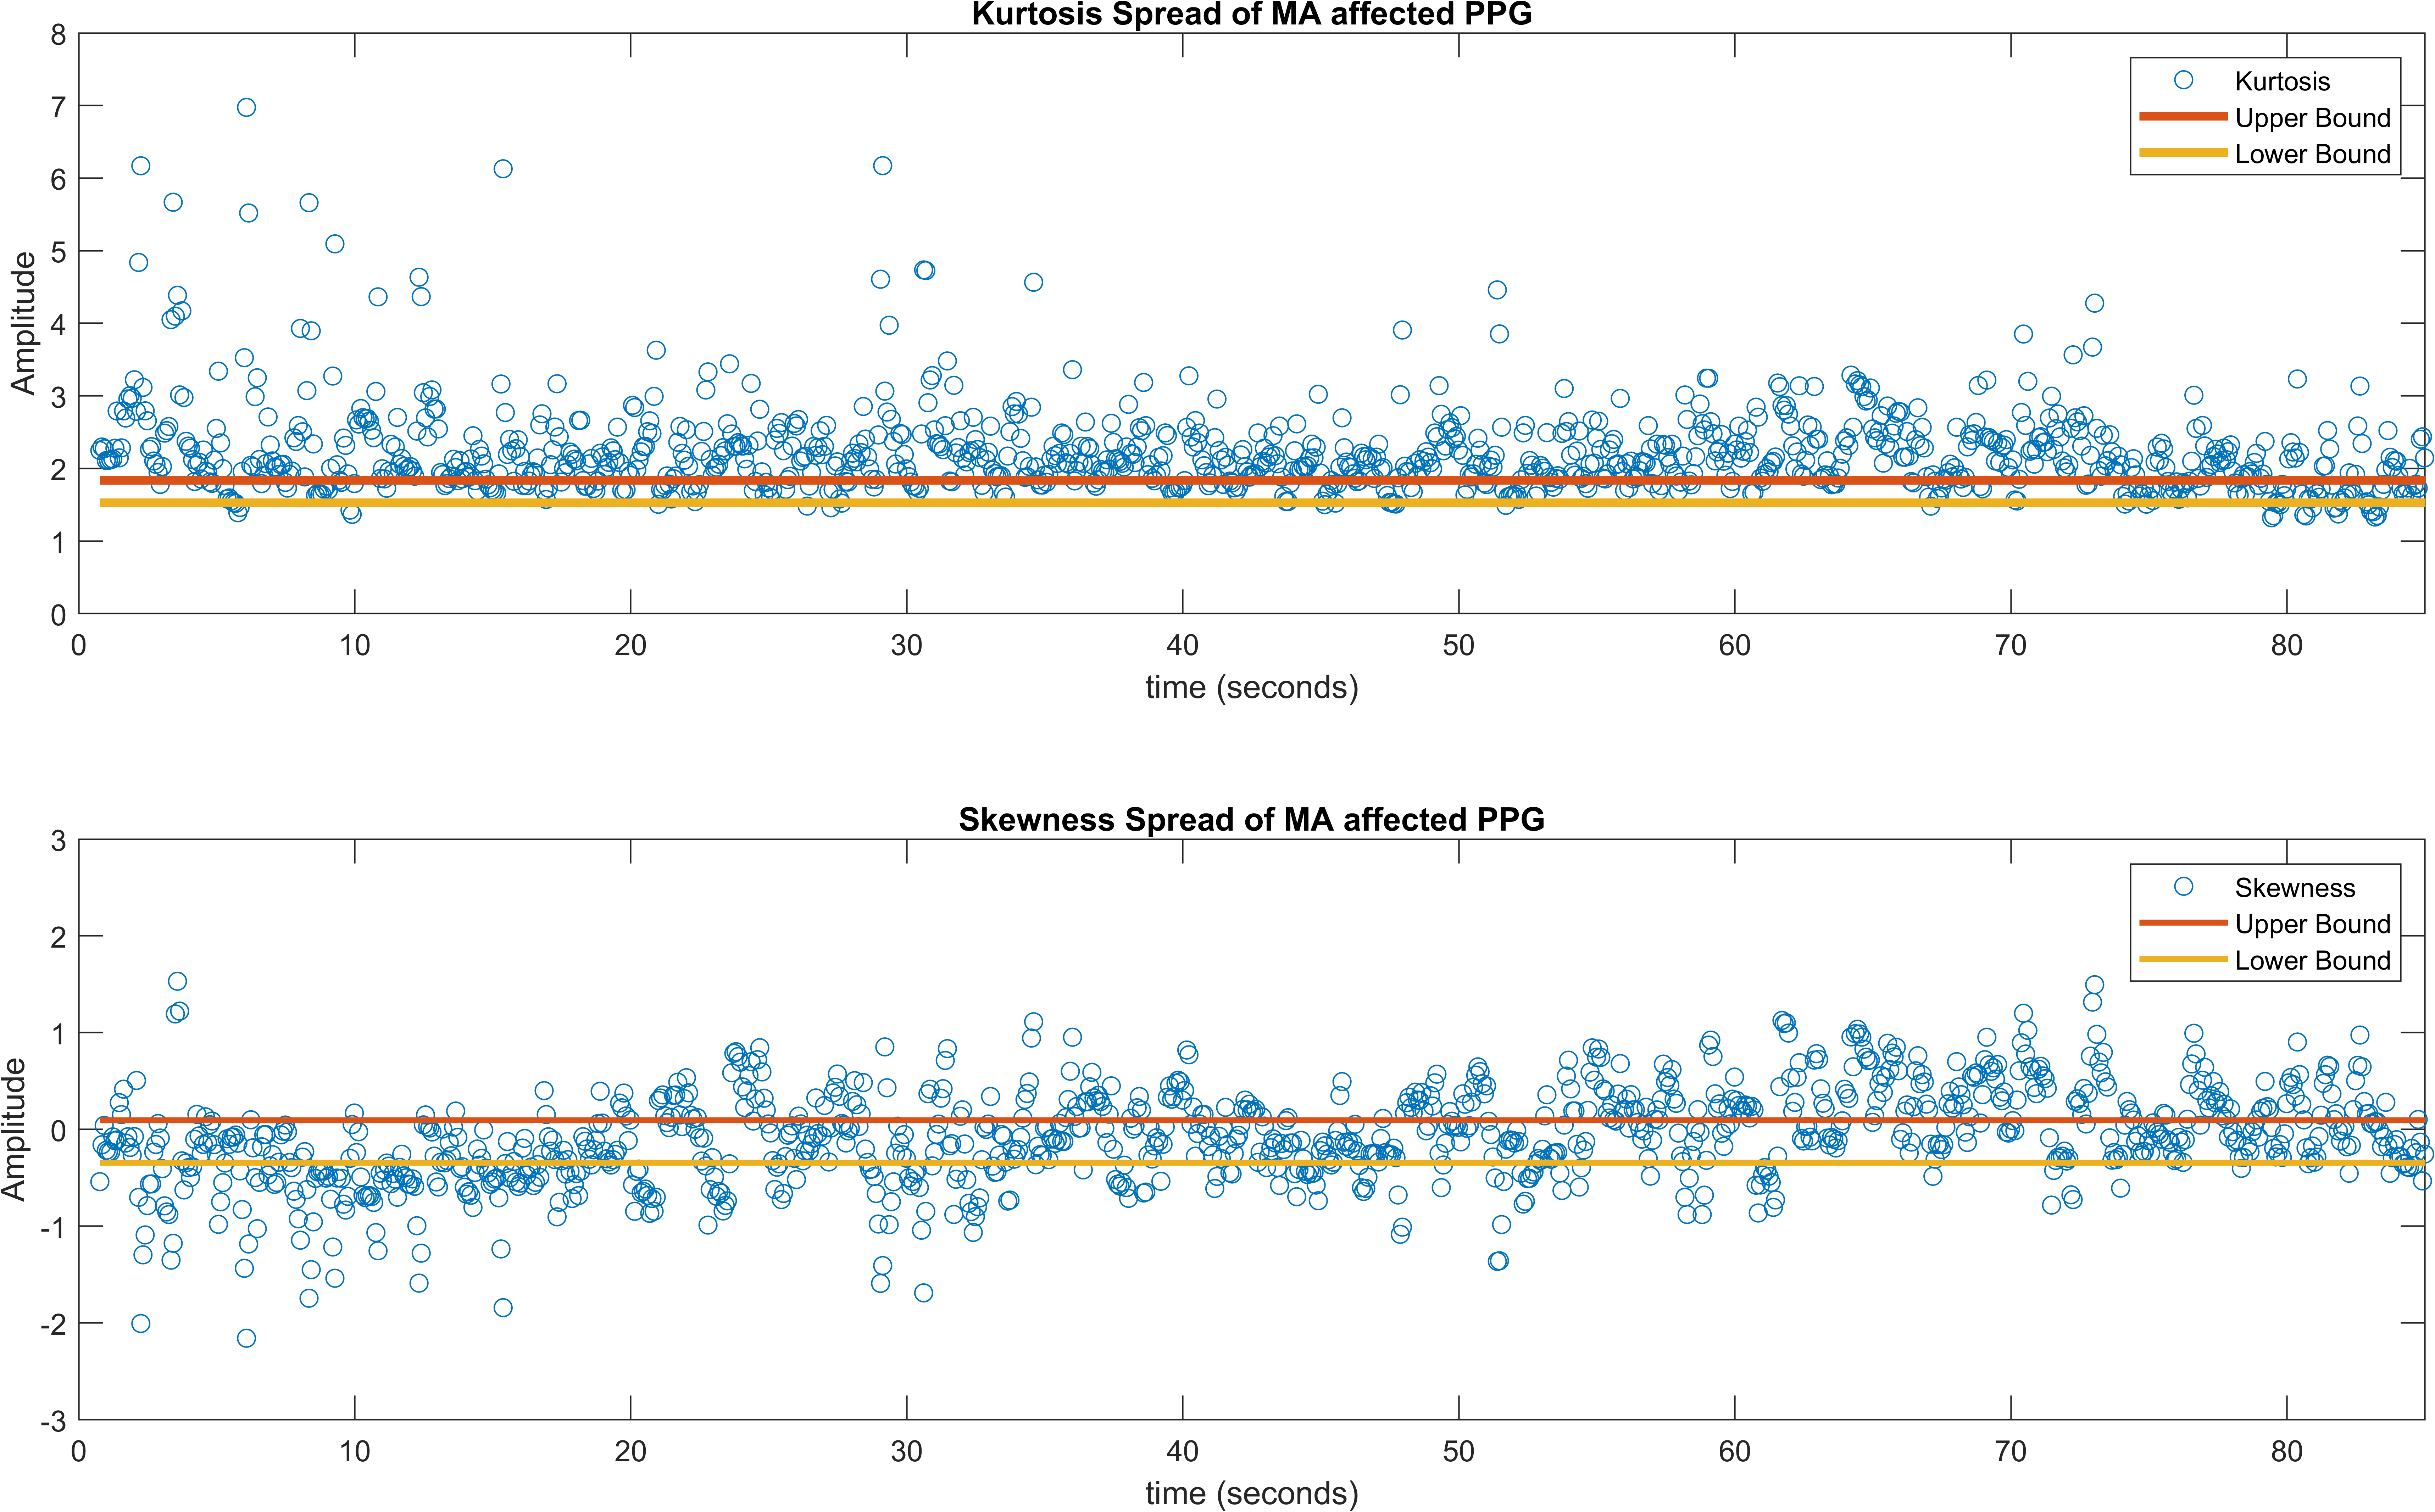 Kurtosis Spread of MA affected PPG
8
7
6
5
4
3
2
1
0
Amplitude
Kurtosis
Upper Bound
Lower Bound
0 10 20 30 40 50 60 70 80
time (seconds)
Skewness Spread of MA affected PPG
3
2
1
0
-1
-2
-3
Amplitude
Skewness
Upper Bound
Lower Bound
0 10 20 30 40 50 60 70 80
time (seconds)